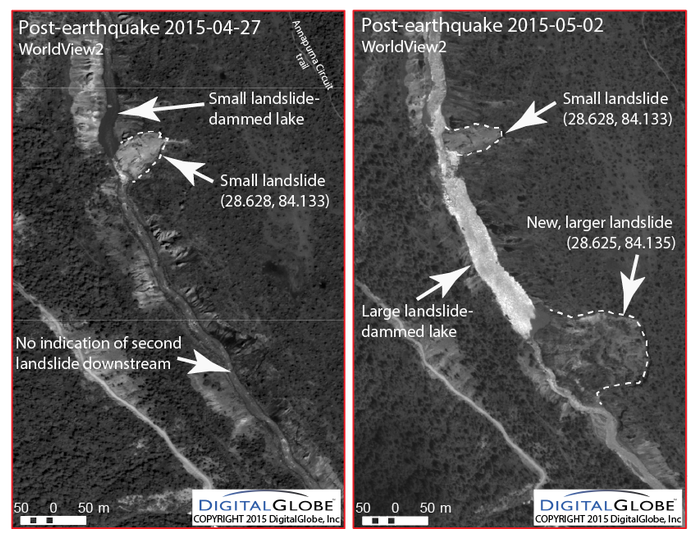 Post-earthquake 2015-04-27
WorldView2
Annapurna Circuit
trail
Small landslide-
dammed lake
Small landslide
(28.628, 84.133)
No indication of second
landslide downstream
50 0 50 m
DIGITALGLOBE™
COPYRIGHT 2015 DigitalGlobe, Inc
Post-earthquake 2015-05-02
WorldView2
Small landslide
(28.628, 84.133)
New, larger landslide
(28.625, 84.135)
Large landslide-
dammed lake
50 0 50 m
DIGITALGLOBE™
COPYRIGHT 2015 DigitalGlobe, Inc